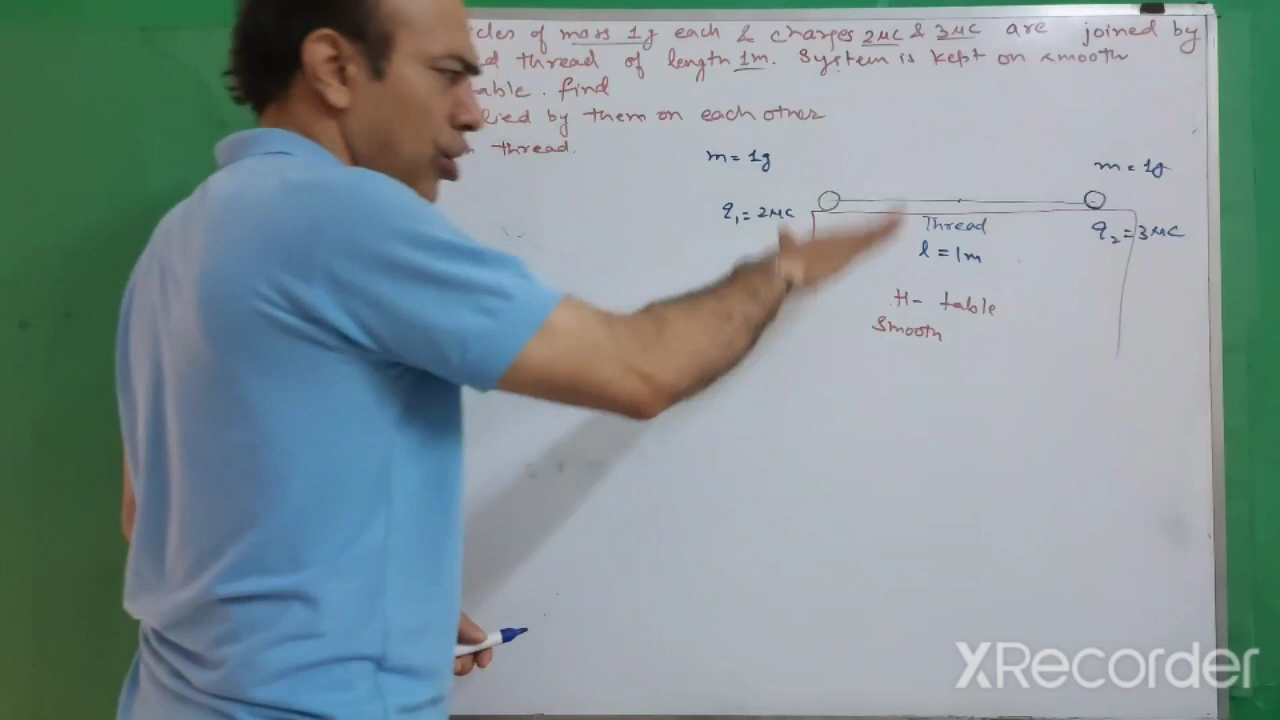 cles of mass 1g each & charges 2μC & 3μC are joined by
d thread of length 1m. System is kept on smooth
able. find
lied by them on each other
thread.
m = 1g
m = 1g
q₁ = 2μC
Thread
q₂ = 3μC
l = 1m
H- table
Smooth
XRecorder